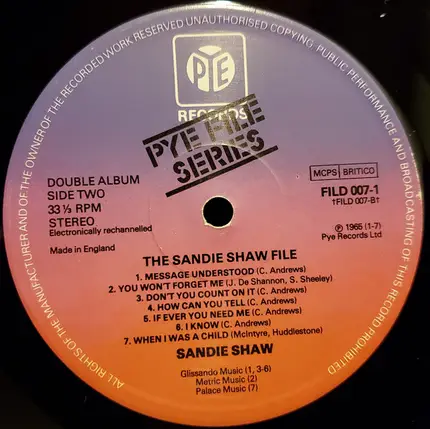 ALL RIGHTS OF THE MANUFACTURER AND OF THE OWNER OF THE RECORDED WORK RESERVED UNAUTHORISED COPYING, PUBLIC PERFORMANCE AND BROADCASTING OF THIS RECORD PROHIBITED
PYE
RECORDS
PYE FILE
SERIES
DOUBLE ALBUM
SIDE TWO
33⅓ RPM
STEREO
Electronically rechannelled
Made in England
MCPS BRITICO
FILD 007-1
†FILD 007-B†
Ⓟ 1965 (1-7)
Pye Records Ltd
THE SANDIE SHAW FILE
1. MESSAGE UNDERSTOOD (C. Andrews)
2. YOU WON'T FORGET ME (J. De Shannon, S. Sheeley)
3. DON'T YOU COUNT ON IT (C. Andrews)
4. HOW CAN YOU TELL (C. Andrews)
5. IF EVER YOU NEED ME (C. Andrews)
6. I KNOW (C. Andrews)
7. WHEN I WAS A CHILD (McIntyre, Huddlestone)
SANDIE SHAW
Glissando Music (1, 3-6)
Metric Music (2)
Palace Music (7)